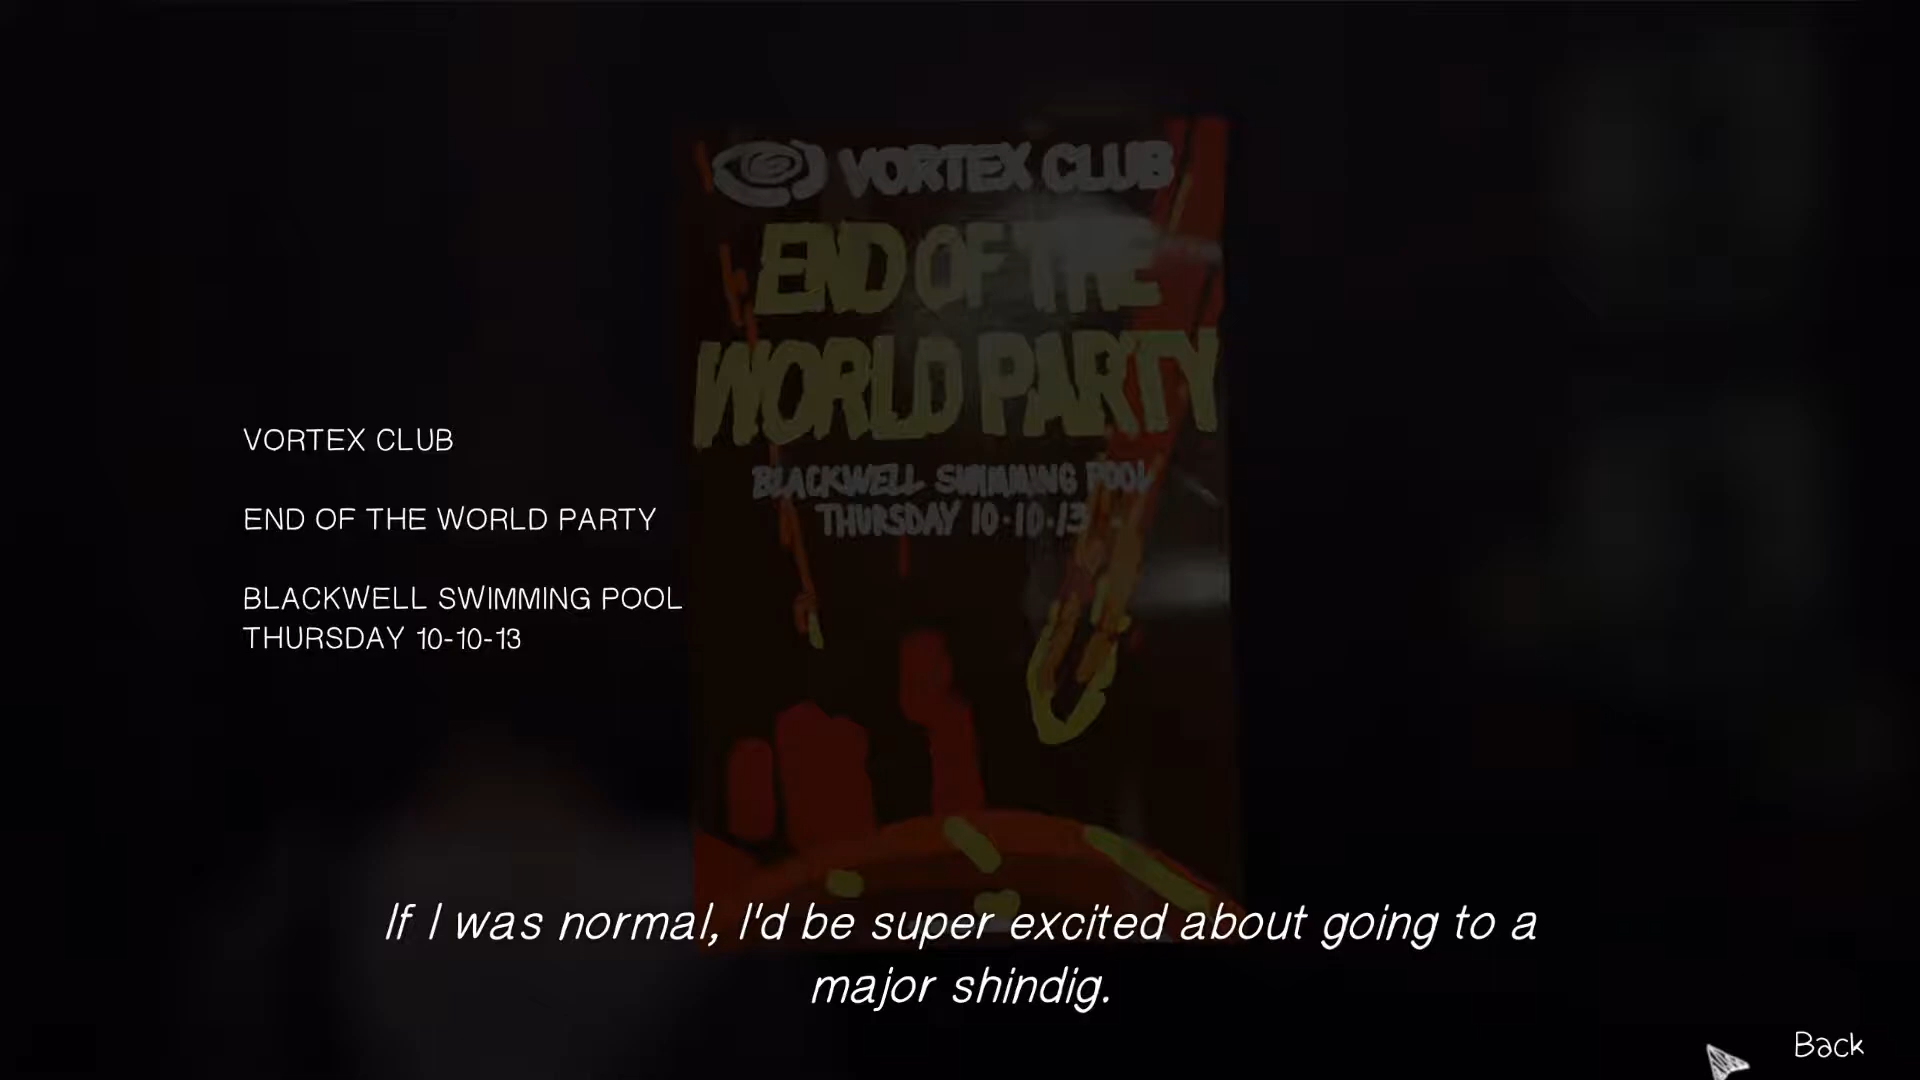 VORTEX CLUB
END OF THE
WORLD PARTY
BLACKWELL SWIMMING POOL
THURSDAY 10·10·13
VORTEX CLUB
END OF THE WORLD PARTY
BLACKWELL SWIMMING POOL
THURSDAY 10-10-13
If I was normal, I'd be super excited about going to a
major shindig.
Back